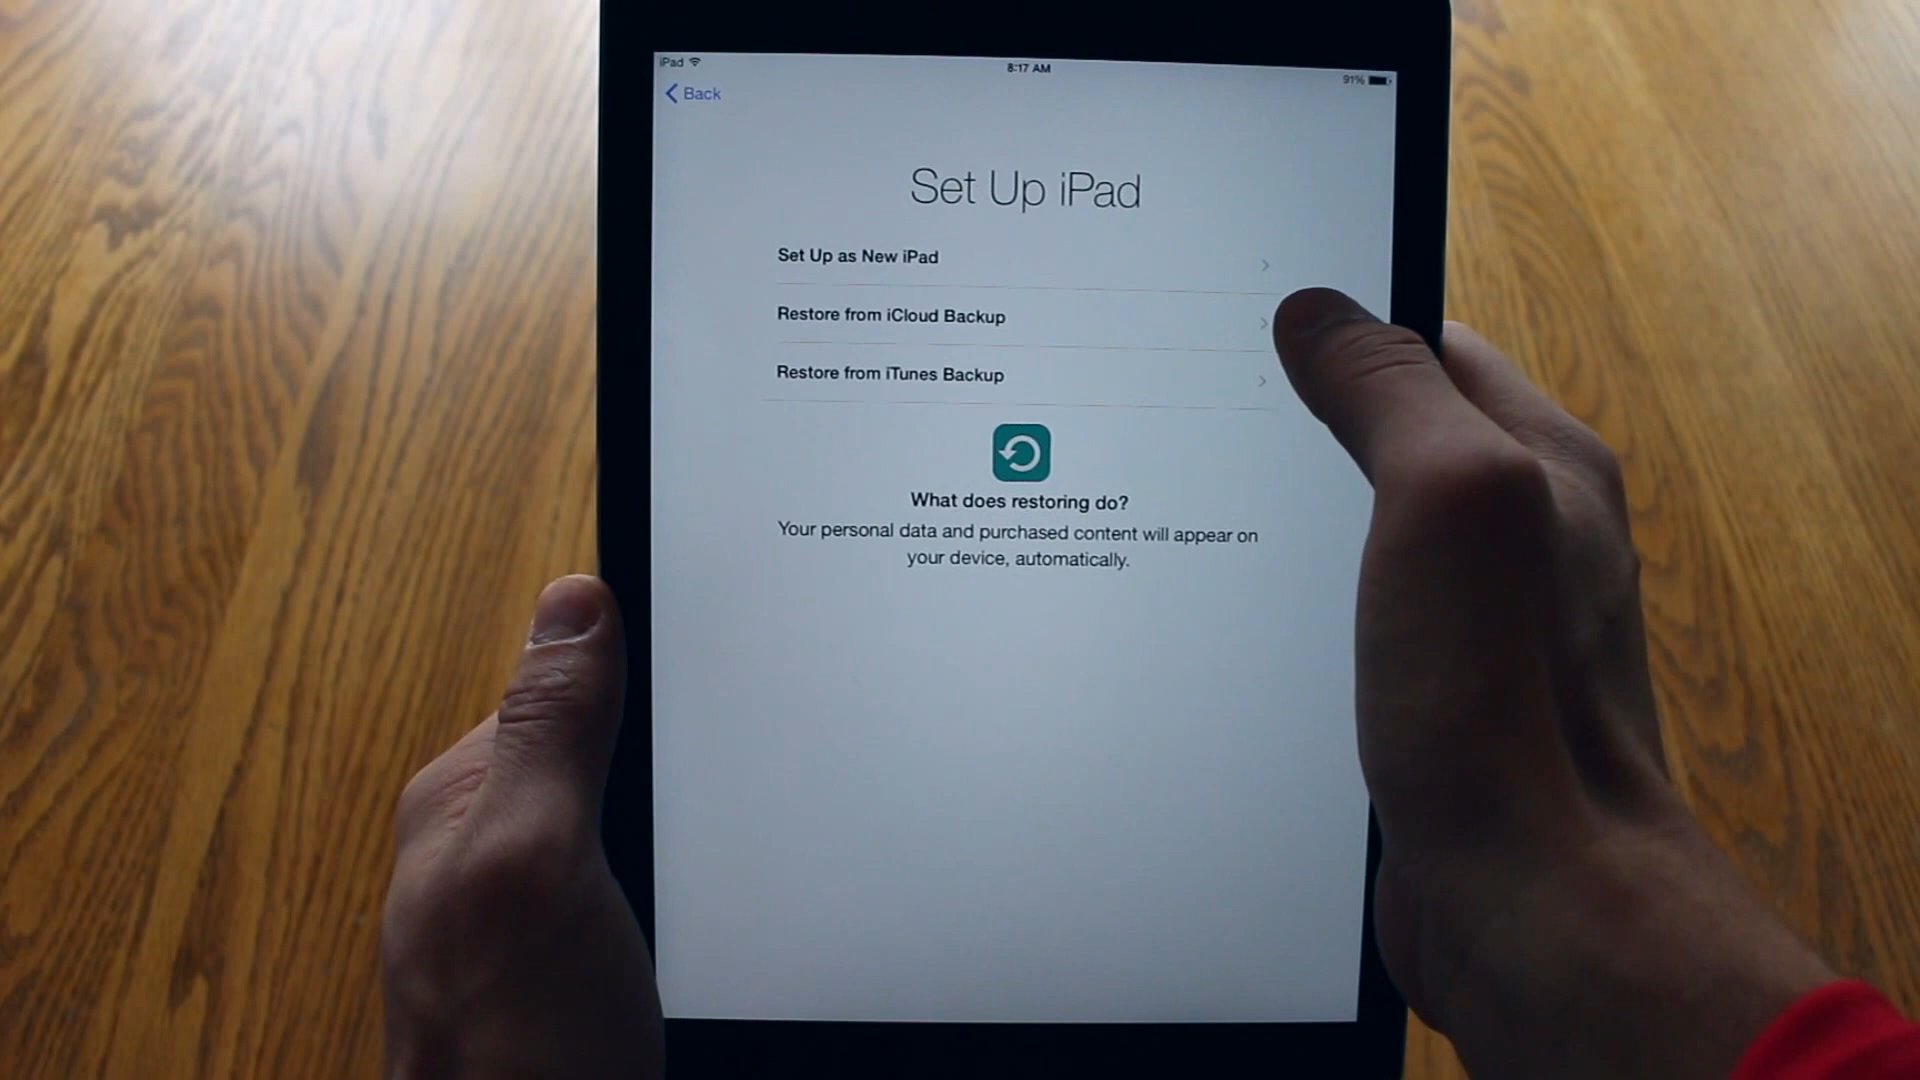 iPad
8:17 AM
91%
Back
Set Up iPad
Set Up as New iPad
Restore from iCloud Backup
Restore from iTunes Backup
What does restoring do?
Your personal data and purchased content will appear on
your device, automatically.